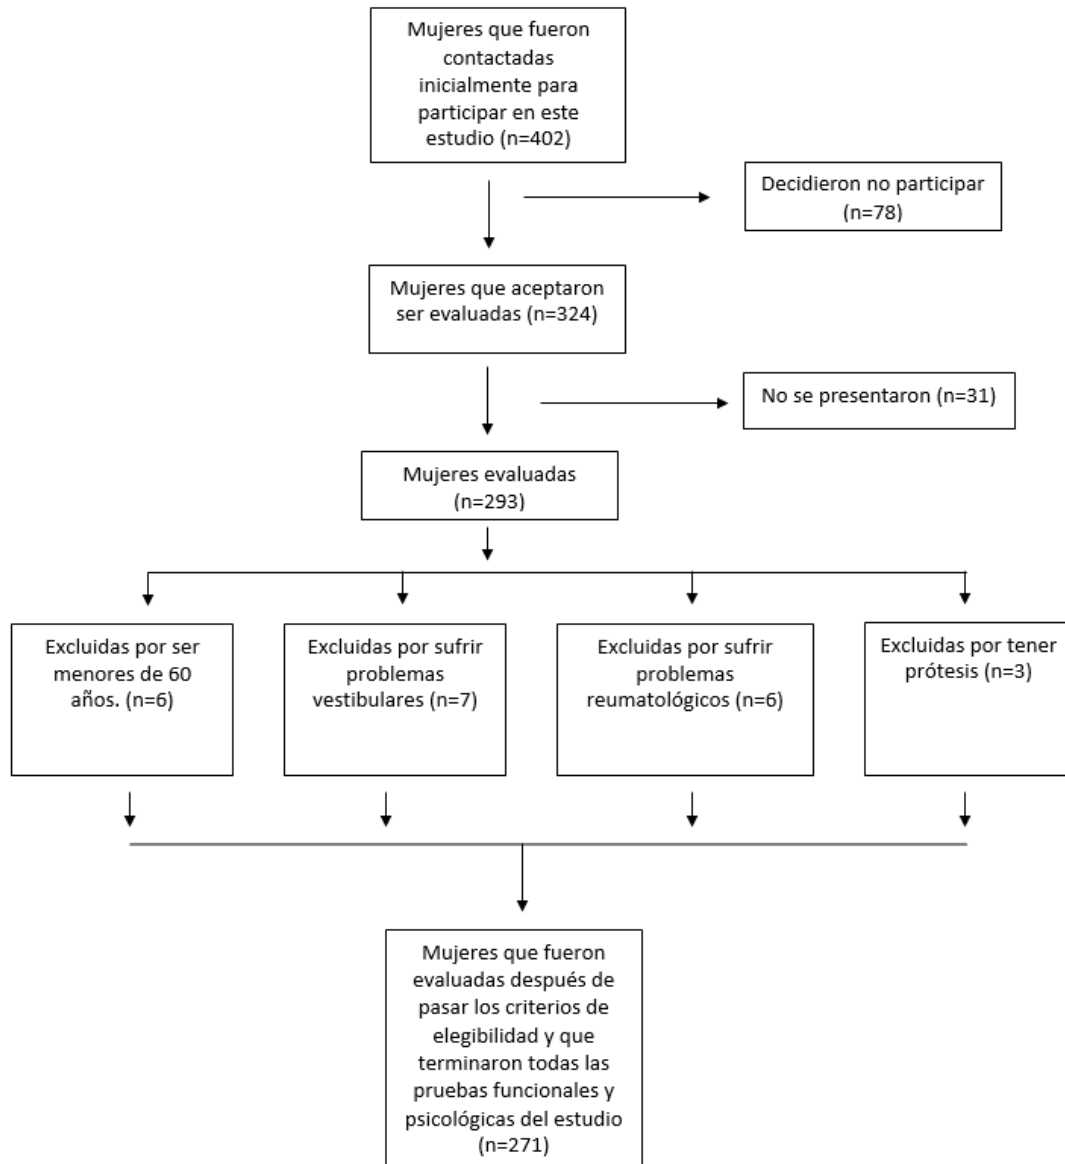 Mujeres que fueron
contactadas
inicialmente para
participar en este
estudio (n=402)
Decidieron no participar
(n=78)
Mujeres que aceptaron
ser evaluadas (n=324)
No se presentaron (n=31)
Mujeres evaluadas
(n=293)
Excluidas por ser
menores de 60
años. (n=6)
Excluidas por sufrir
problemas
vestibulares (n=7)
Excluidas por sufrir
problemas
reumatológicos (n=6)
Excluidas por tener
prótesis (n=3)
Mujeres que fueron
evaluadas después de
pasar los criterios de
elegibilidad y que
terminaron todas las
pruebas funcionales y
psicológicas del estudio
(n=271)